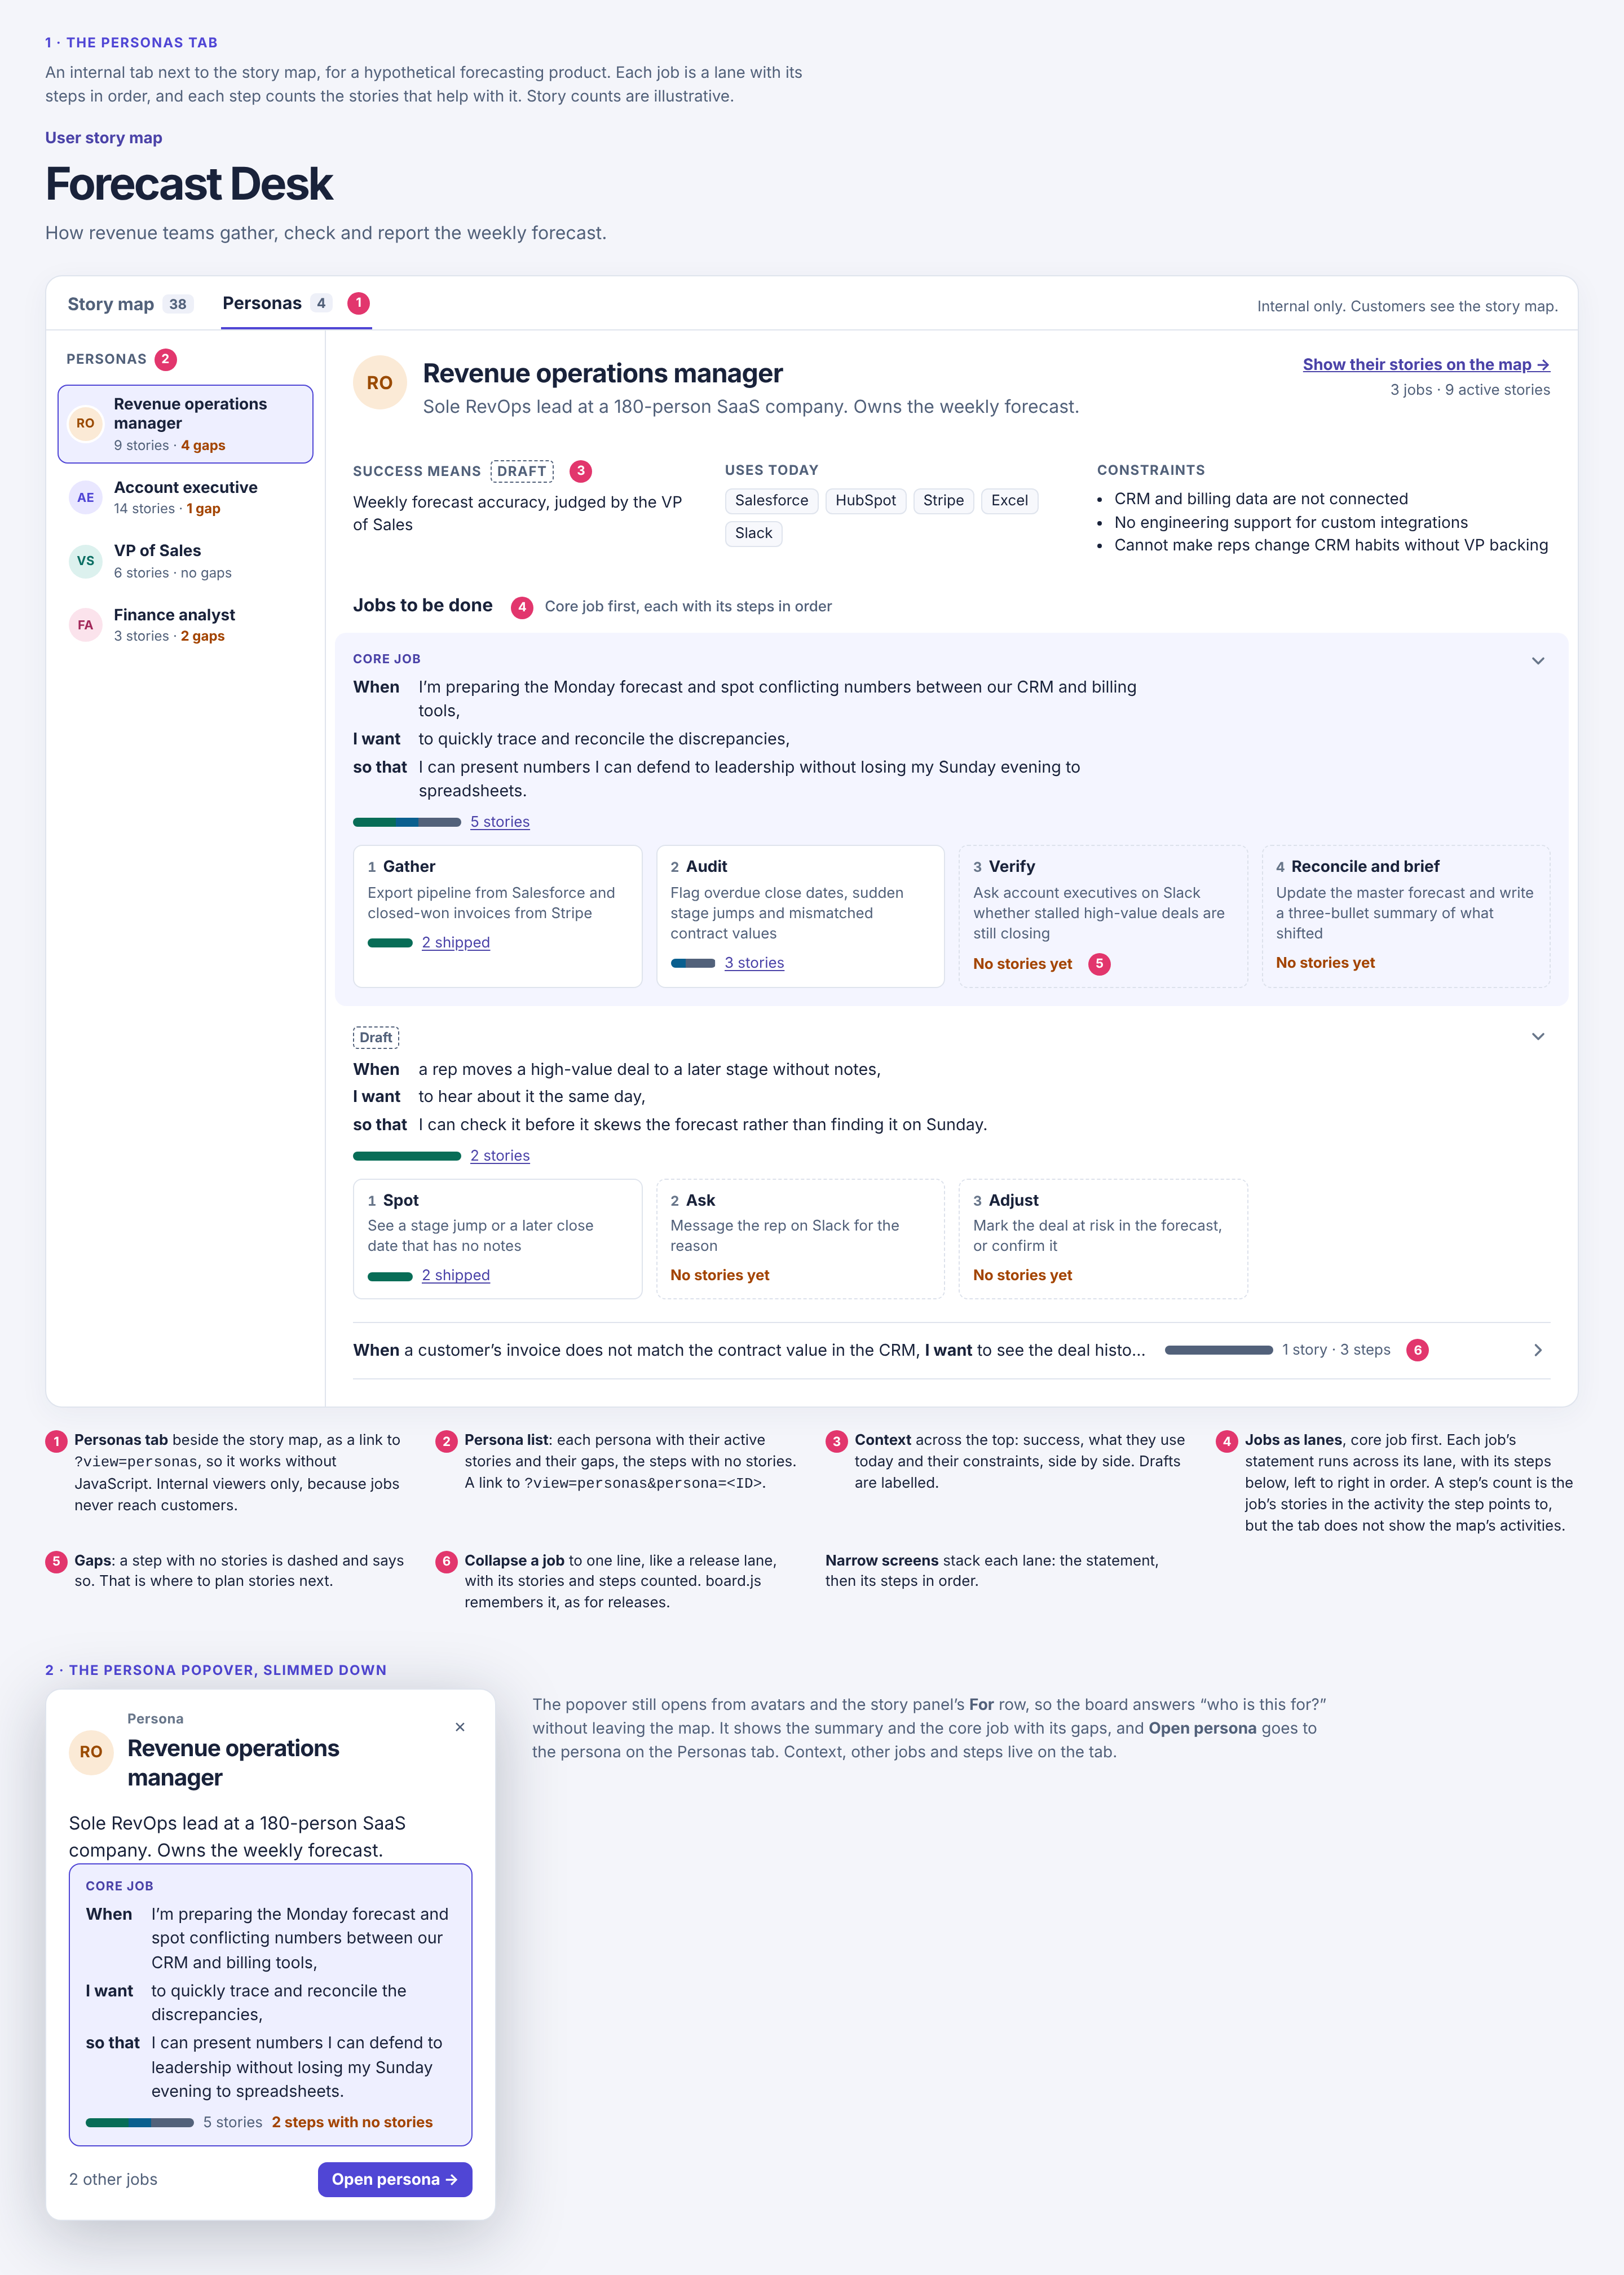 1 · THE PERSONAS TAB
An internal tab next to the story map, for a hypothetical forecasting product. Each job is a lane with its
steps in order, and each step counts the stories that help with it. Story counts are illustrative.
User story map
Forecast Desk
How revenue teams gather, check and report the weekly forecast.
Story map 38 Personas 4 1 Internal only. Customers see the story map.
PERSONAS 2
RO
Revenue operations
manager
9 stories · 4 gaps
AE
Account executive
14 stories · 1 gap
VS
VP of Sales
6 stories · no gaps
FA
Finance analyst
3 stories · 2 gaps
RO
Revenue operations manager
Sole RevOps lead at a 180-person SaaS company. Owns the weekly forecast.
Show their stories on the map →
3 jobs · 9 active stories
SUCCESS MEANS DRAFT 3
Weekly forecast accuracy, judged by the VP
of Sales
USES TODAY
Salesforce HubSpot Stripe Excel
Slack
CONSTRAINTS
• CRM and billing data are not connected
• No engineering support for custom integrations
• Cannot make reps change CRM habits without VP backing
Jobs to be done 4 Core job first, each with its steps in order
CORE JOB
When I’m preparing the Monday forecast and spot conflicting numbers between our CRM and billing
tools,
I want to quickly trace and reconcile the discrepancies,
so that I can present numbers I can defend to leadership without losing my Sunday evening to
spreadsheets.
5 stories
1 Gather
Export pipeline from Salesforce and
closed-won invoices from Stripe
2 shipped
2 Audit
Flag overdue close dates, sudden
stage jumps and mismatched
contract values
3 stories
3 Verify
Ask account executives on Slack
whether stalled high-value deals are
still closing
No stories yet 5
4 Reconcile and brief
Update the master forecast and write
a three-bullet summary of what
shifted
No stories yet
Draft
When a rep moves a high-value deal to a later stage without notes,
I want to hear about it the same day,
so that I can check it before it skews the forecast rather than finding it on Sunday.
2 stories
1 Spot
See a stage jump or a later close
date that has no notes
2 shipped
2 Ask
Message the rep on Slack for the
reason
No stories yet
3 Adjust
Mark the deal at risk in the forecast,
or confirm it
No stories yet
When a customer’s invoice does not match the contract value in the CRM, I want to see the deal histo… 1 story · 3 steps 6
1 Personas tab beside the story map, as a link to
?view=personas, so it works without
JavaScript. Internal viewers only, because jobs
never reach customers.
2 Persona list: each persona with their active
stories and their gaps, the steps with no stories.
A link to ?view=personas&persona=<ID>.
3 Context across the top: success, what they use
today and their constraints, side by side. Drafts
are labelled.
4 Jobs as lanes, core job first. Each job’s
statement runs across its lane, with its steps
below, left to right in order. A step’s count is the
job’s stories in the activity the step points to,
but the tab does not show the map’s activities.
5 Gaps: a step with no stories is dashed and says
so. That is where to plan stories next.
6 Collapse a job to one line, like a release lane,
with its stories and steps counted. board.js
remembers it, as for releases.
Narrow screens stack each lane: the statement,
then its steps in order.
2 · THE PERSONA POPOVER, SLIMMED DOWN
RO
Persona
Revenue operations
manager
×
Sole RevOps lead at a 180-person SaaS
company. Owns the weekly forecast.
CORE JOB
When I’m preparing the Monday forecast and
spot conflicting numbers between our
CRM and billing tools,
I want to quickly trace and reconcile the
discrepancies,
so that I can present numbers I can defend to
leadership without losing my Sunday
evening to spreadsheets.
5 stories 2 steps with no stories
2 other jobs Open persona →
The popover still opens from avatars and the story panel’s For row, so the board answers “who is this for?”
without leaving the map. It shows the summary and the core job with its gaps, and Open persona goes to
the persona on the Personas tab. Context, other jobs and steps live on the tab.